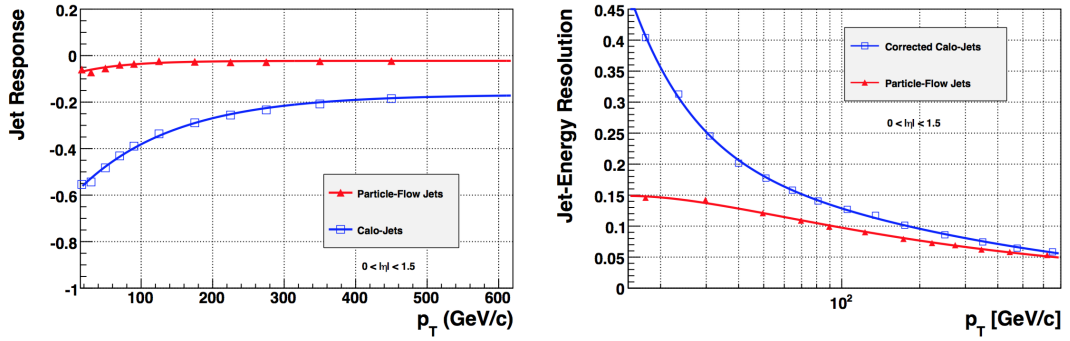 Jet Response
0.2
0
-0.2
-0.4
-0.6
-0.8
-1
Particle-Flow Jets
Calo-Jets
0 < |η| < 1.5
100 200 300 400 500 600
p_T (GeV/c)
Jet-Energy Resolution
0.45
0.4
0.35
0.3
0.25
0.2
0.15
0.1
0.05
0
Corrected Calo-Jets
Particle-Flow Jets
0 < |η| < 1.5
10²
p_T [GeV/c]